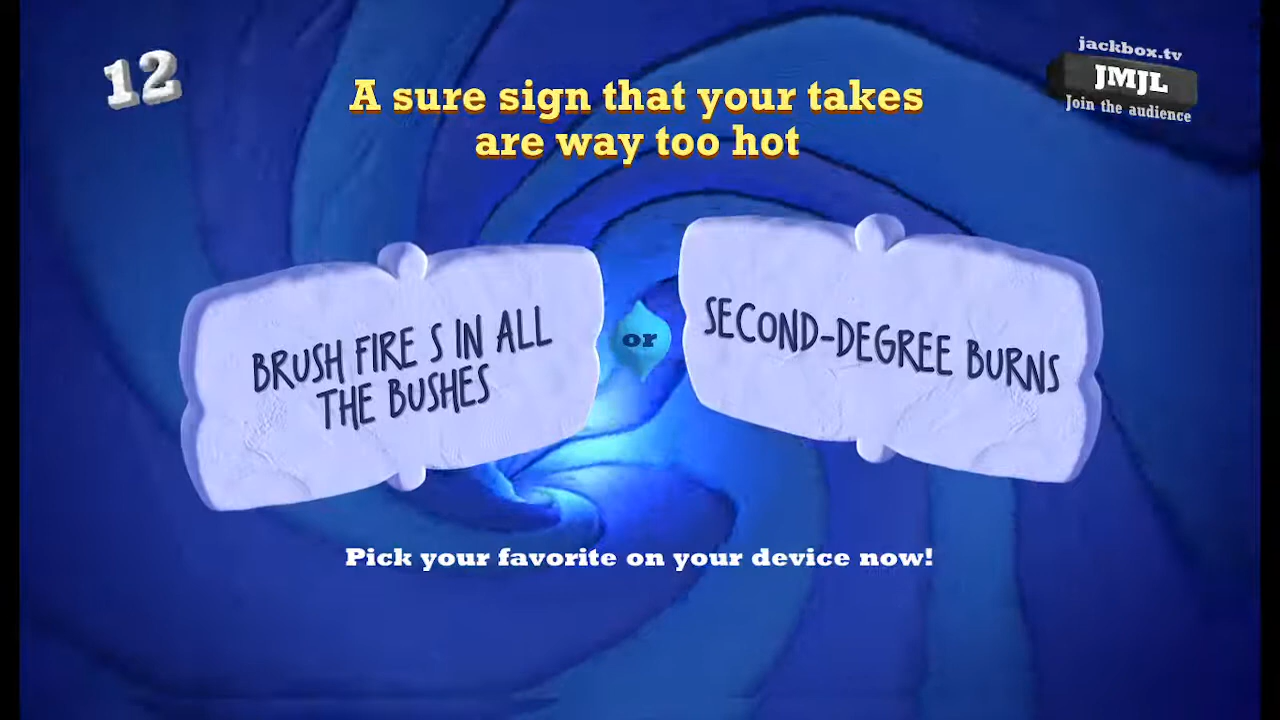 12
A sure sign that your takes
are way too hot
jackbox.tv
JMJL
Join the audience
BRUSH FIRE S IN ALL
THE BUSHES
or
SECOND-DEGREE BURNS
Pick your favorite on your device now!